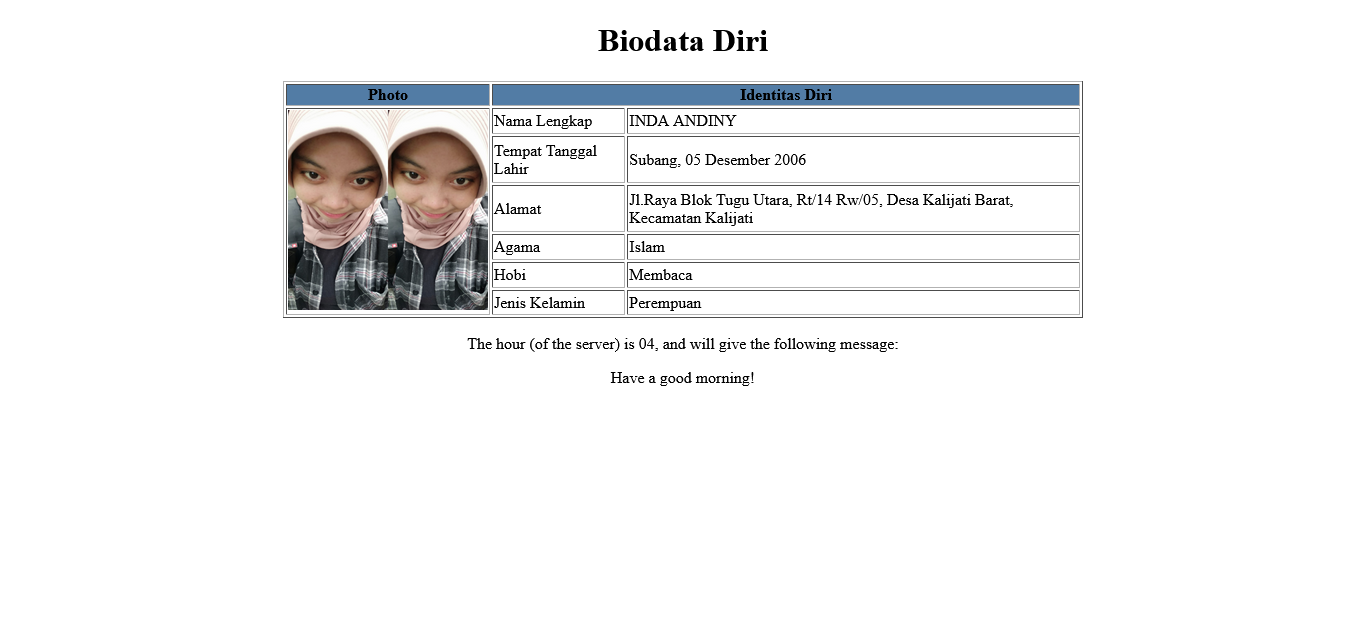 Biodata Diri
Photo
Identitas Diri
Nama Lengkap
INDA ANDINY
Tempat Tanggal
Lahir
Subang, 05 Desember 2006
Alamat
Jl.Raya Blok Tugu Utara, Rt/14 Rw/05, Desa Kalijati Barat,
Kecamatan Kalijati
Agama
Islam
Hobi
Membaca
Jenis Kelamin
Perempuan
The hour (of the server) is 04, and will give the following message:
Have a good morning!